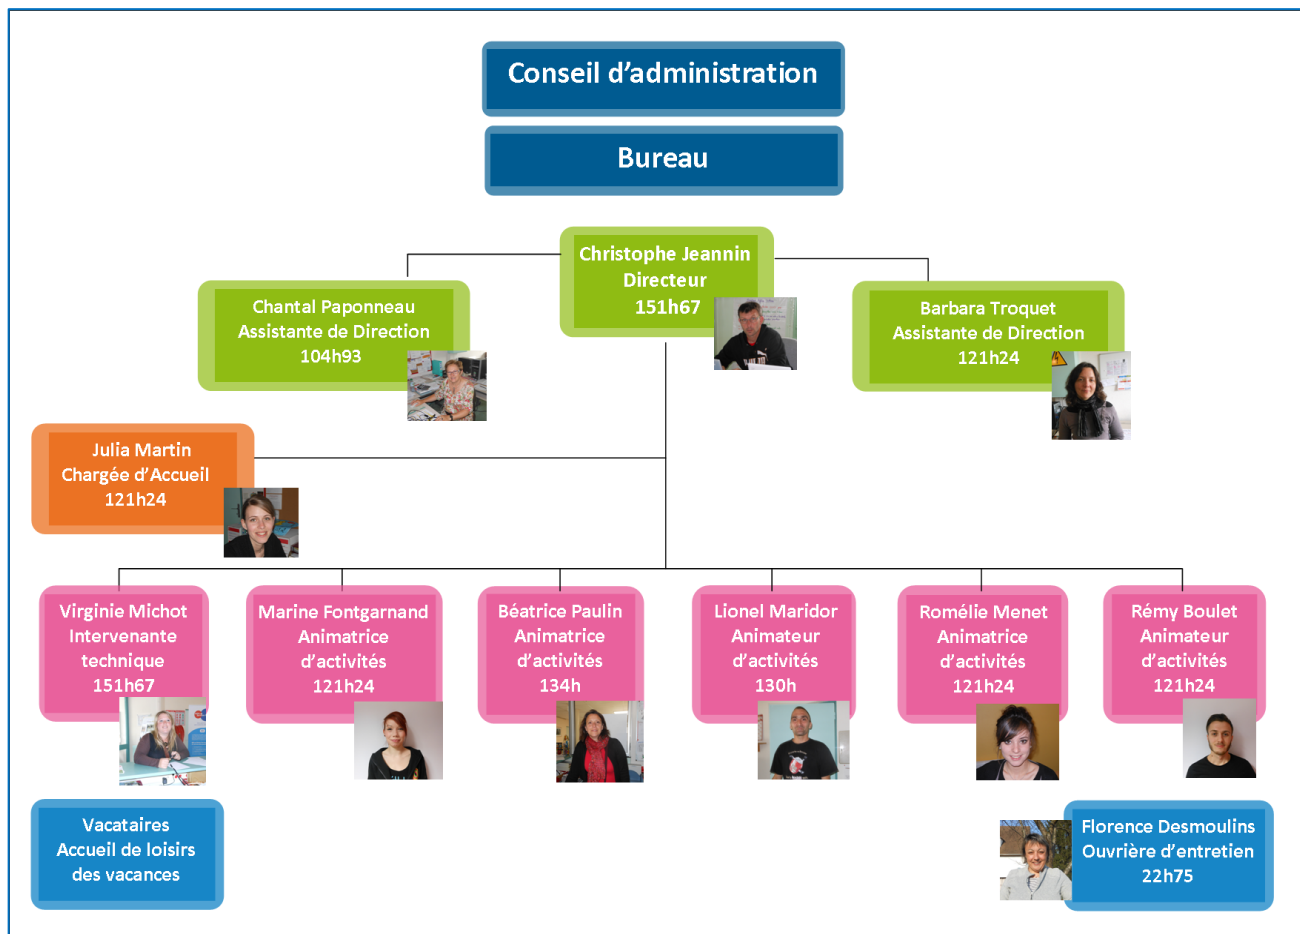 Conseil d'administration
Bureau
Christophe Jeannin
Directeur
151h67
Chantal Paponneau
Assistante de Direction
104h93
Barbara Troquet
Assistante de Direction
121h24
Julia Martin
Chargée d'Accueil
121h24
Virginie Michot
Intervenante
technique
151h67
Marine Fontgarnand
Animatrice
d'activités
121h24
Béatrice Paulin
Animatrice
d'activités
134h
Lionel Maridor
Animateur
d'activités
130h
Romélie Menet
Animatrice
d'activités
121h24
Rémy Boulet
Animateur
d'activités
121h24
Vacataires
Accueil de loisirs
des vacances
Florence Desmoulins
Ouvrière d'entretien
22h75